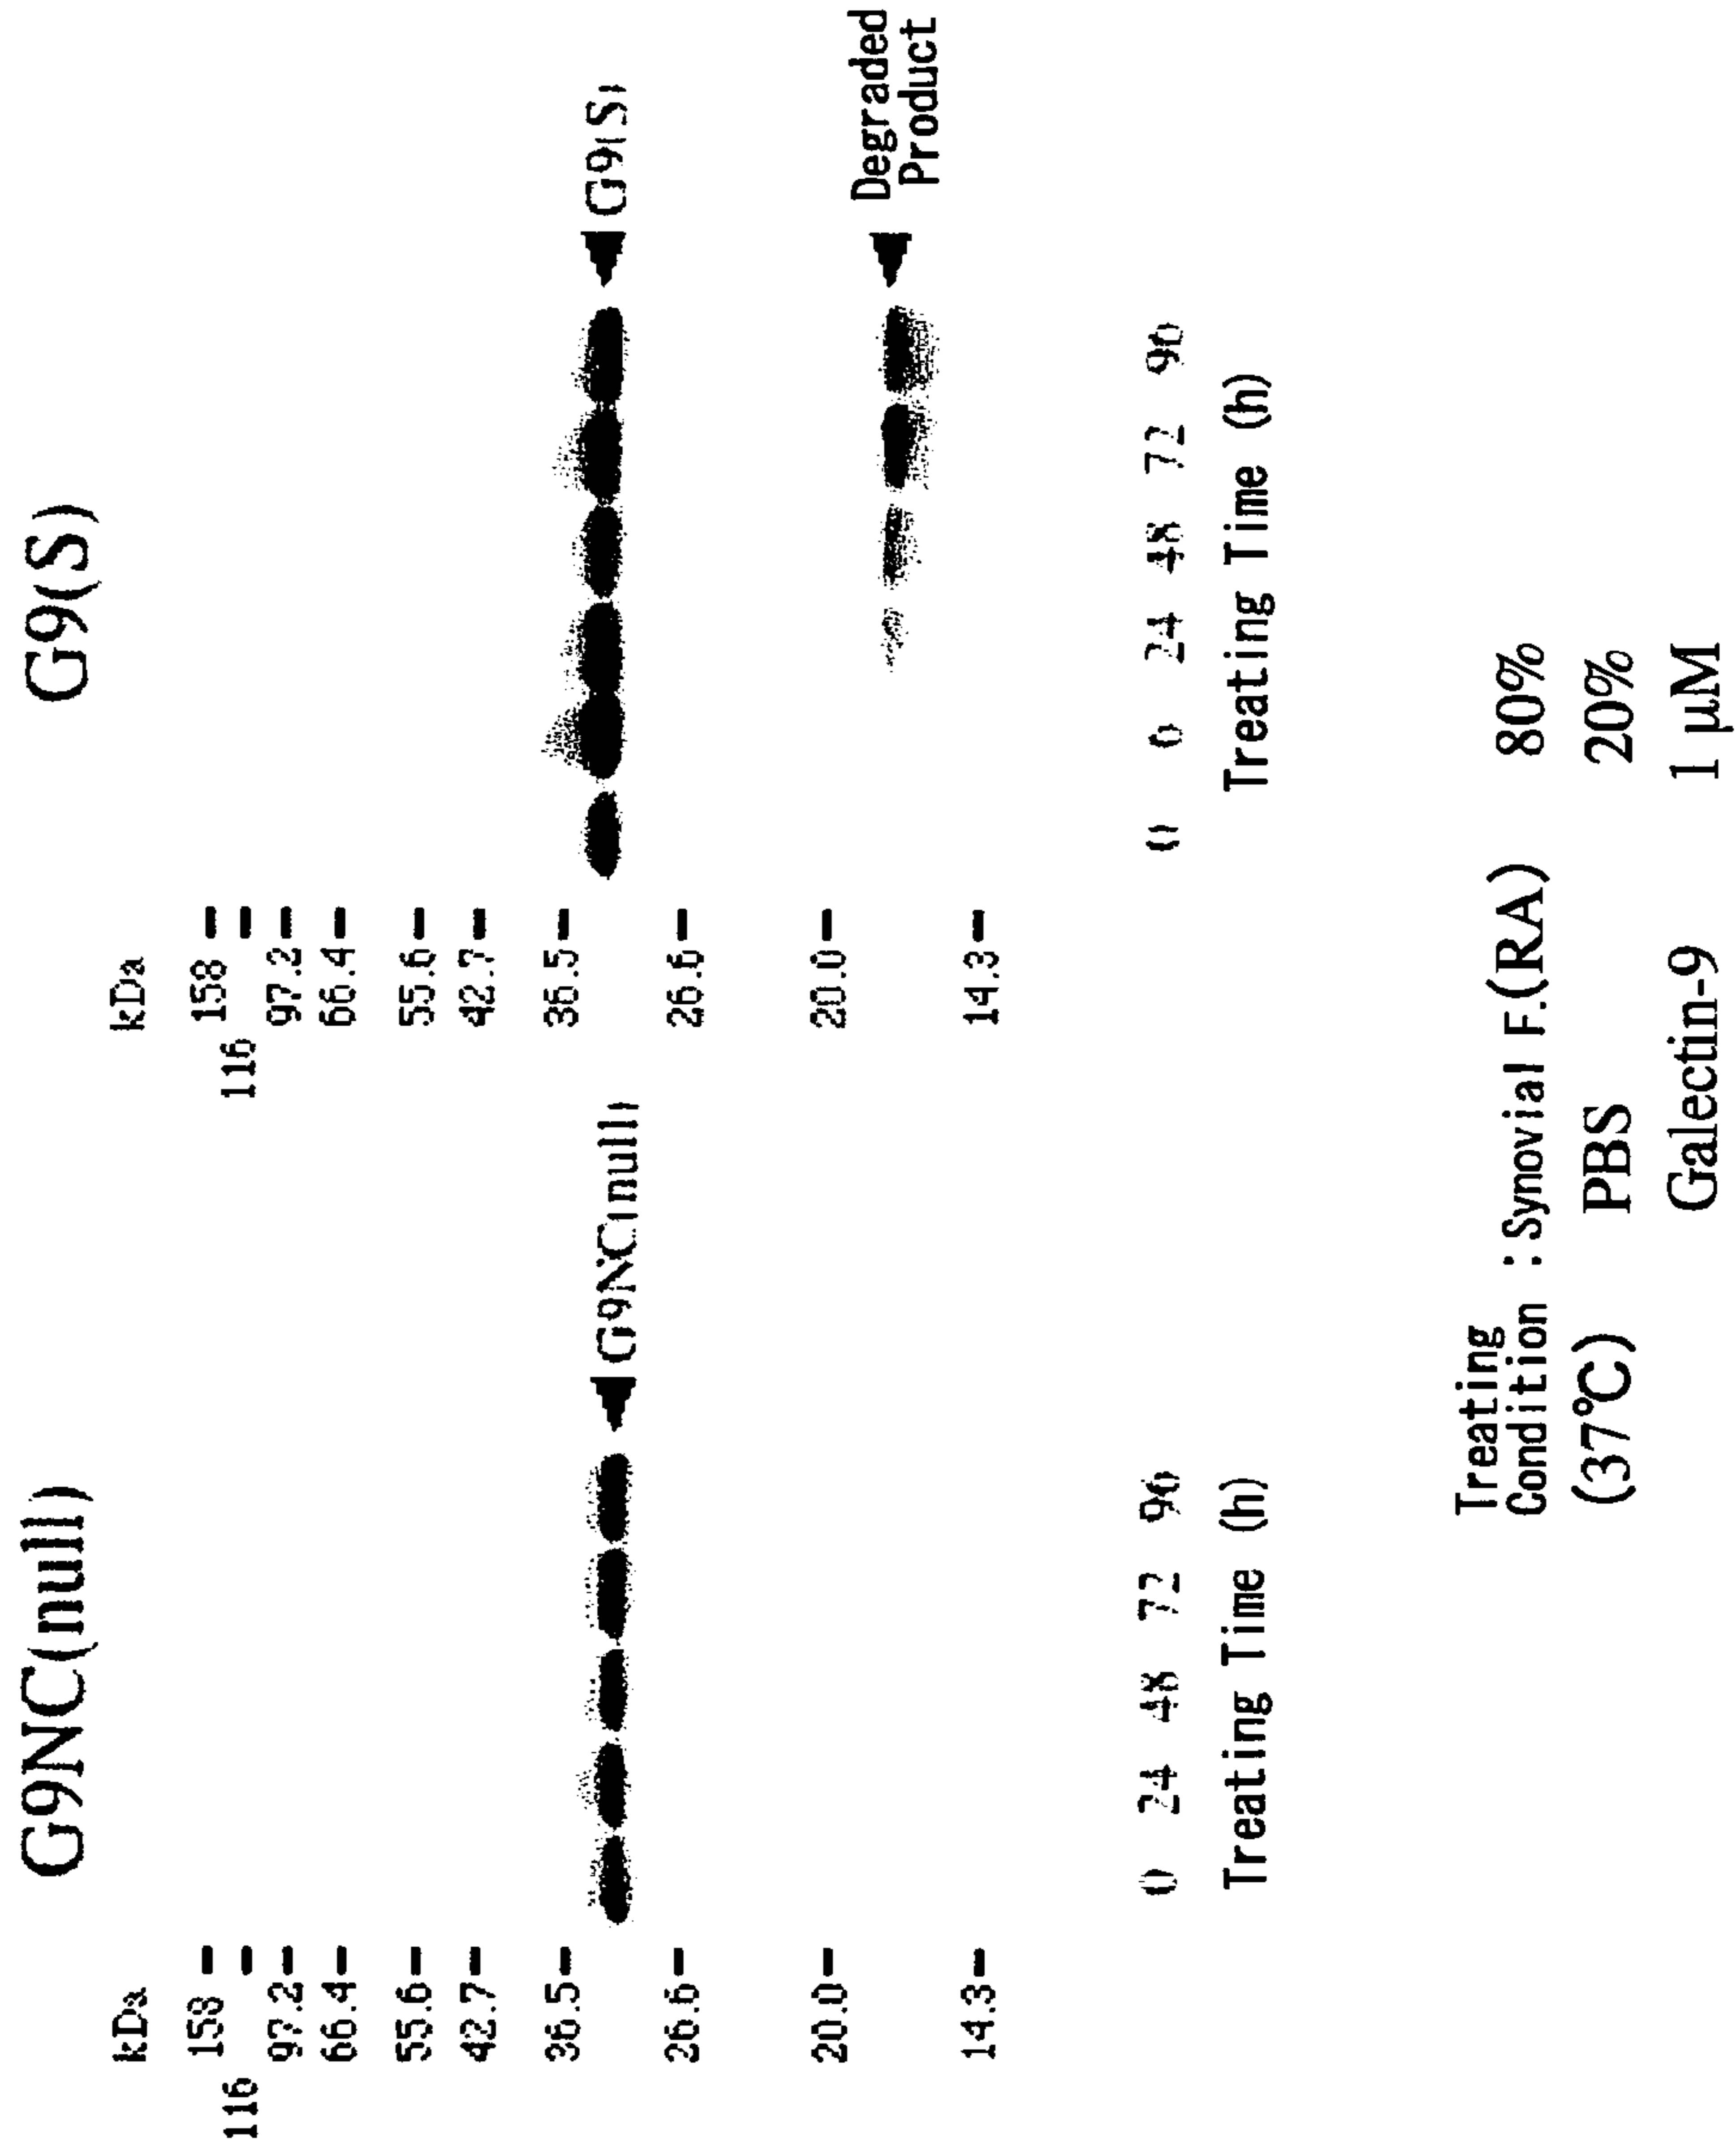 G9NC(null)
kDa
158
116
97.2
66.4
55.6
42.7
36.5
26.6
20.0
14.3
G9NC(null)
0 24 48 72 96
Treating Time (h)
G9(S)
kDa
158
116
97.2
66.4
55.6
42.7
36.5
26.6
20.0
14.3
G9(S)
Degraded
Product
0 6 24 48 72 96
Treating Time (h)
Treating
Condition : Synovial F.(RA) 80%
(37℃) PBS 20%
Galectin-9 1 μM